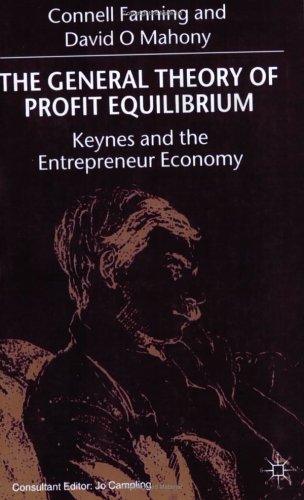 Connell Fanning and
David O Mahony
THE GENERAL THEORY OF
PROFIT EQUILIBRIUM
Keynes and the
Entrepreneur Economy
Consultant Editor: Jo Campling